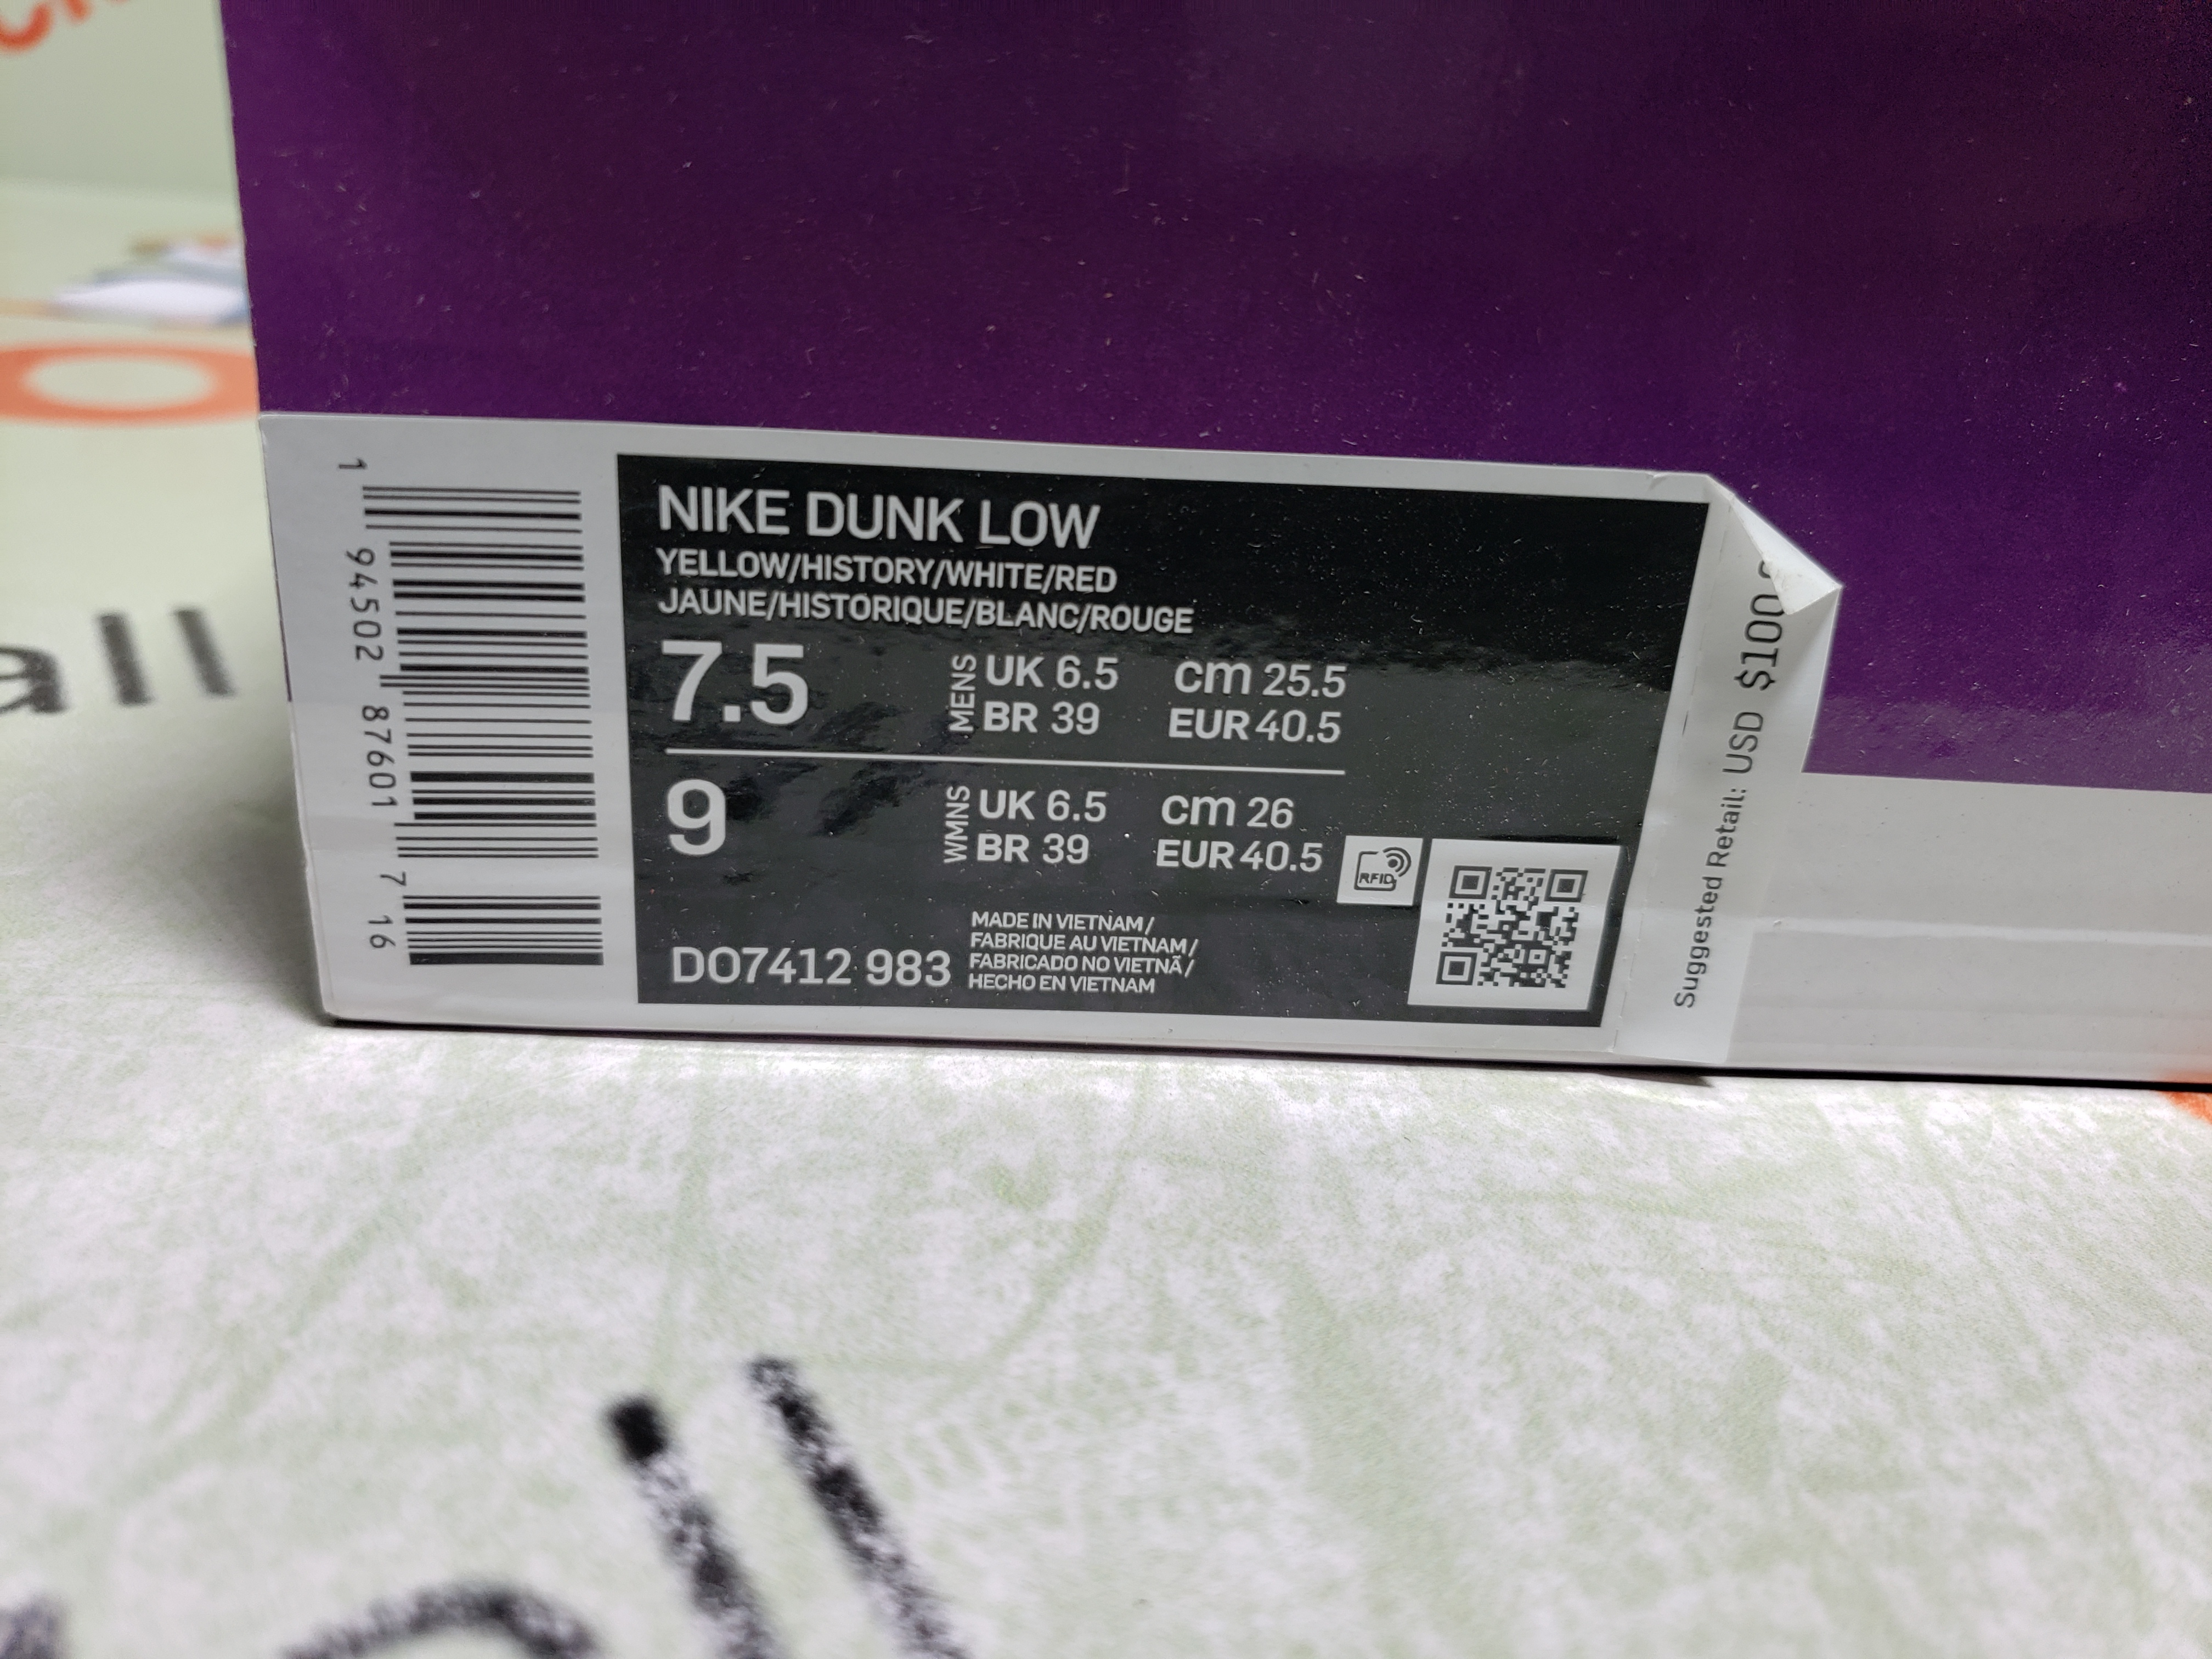 NIKE DUNK LOW
YELLOW/HISTORY/WHITE/RED
JAUNE/HISTORIQUE/BLANC/ROUGE
7.5 MENS UK 6.5 cm 25.5
BR 39 EUR 40.5
9 WMNS UK 6.5 cm 26
BR 39 EUR 40.5
RFID
DO7412 983
MADE IN VIETNAM/
FABRIQUE AU VIETNAM/
FABRICADO NO VIETNÃ/
HECHO EN VIETNAM
1 94502 87601 7 16
Suggested Retail: USD $100
all